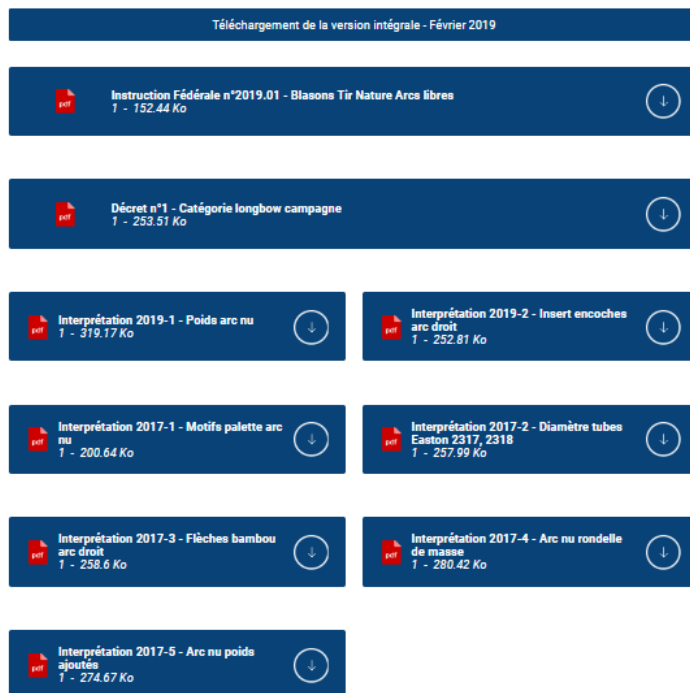 Téléchargement de la version intégrale - Février 2019
pdf
Instruction Fédérale n°2019.01 - Blasons Tir Nature Arcs libres
1 - 152.44 Ko
pdf
Décret n°1 - Catégorie longbow campagne
1 - 253.51 Ko
pdf
Interprétation 2019-1 - Poids arc nu
1 - 319.17 Ko
pdf
Interprétation 2019-2 - Insert encoches
arc droit
1 - 252.81 Ko
pdf
Interprétation 2017-1 - Motifs palette arc
nu
1 - 200.64 Ko
pdf
Interprétation 2017-2 - Diamètre tubes
Easton 2317, 2318
1 - 257.99 Ko
pdf
Interprétation 2017-3 - Flèches bambou
arc droit
1 - 258.6 Ko
pdf
Interprétation 2017-4 - Arc nu rondelle
de masse
1 - 280.42 Ko
pdf
Interprétation 2017-5 - Arc nu poids
ajoutés
1 - 274.67 Ko